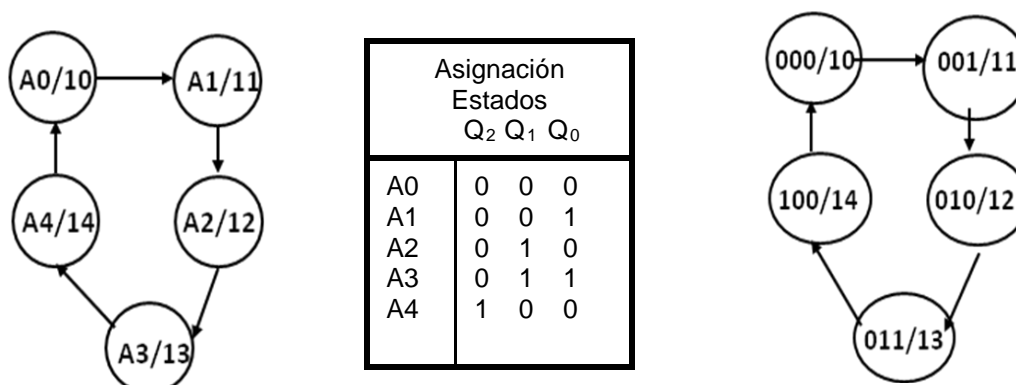 A0/10
A1/11
A4/14
A2/12
A3/13
Asignación
Estados
Q₂ Q₁ Q₀
A0 0 0 0
A1 0 0 1
A2 0 1 0
A3 0 1 1
A4 1 0 0
000/10
001/11
100/14
010/12
011/13